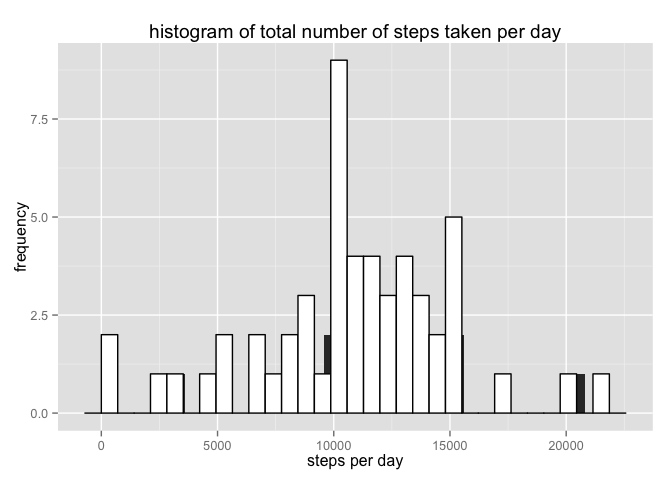 histogram of total number of steps taken per day
7.5
5.0
2.5
0.0
frequency
0 5000 10000 15000 20000
steps per day